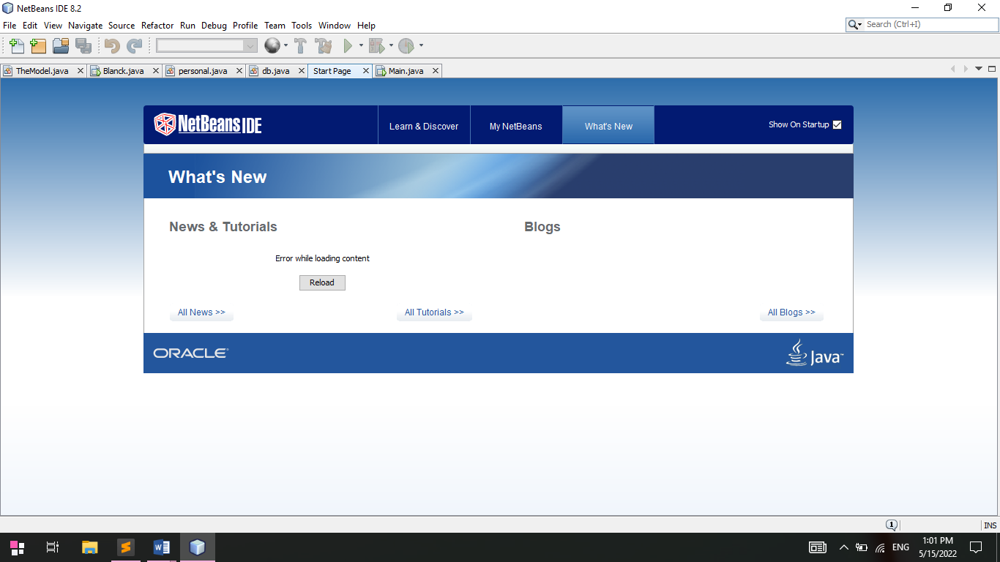 NetBeans IDE 8.2
File Edit View Navigate Source Refactor Run Debug Profile Team Tools Window Help
Search (Ctrl+I)
TheModel.java Blanck.java personal.java db.java Start Page Main.java
NetBeans IDE Learn & Discover My NetBeans What's New Show On Startup
What's New
News & Tutorials Blogs
Error while loading content
Reload
All News >> All Tutorials >> All Blogs >>
ORACLE Java™
1 INS
ENG 1:01 PM
5/15/2022